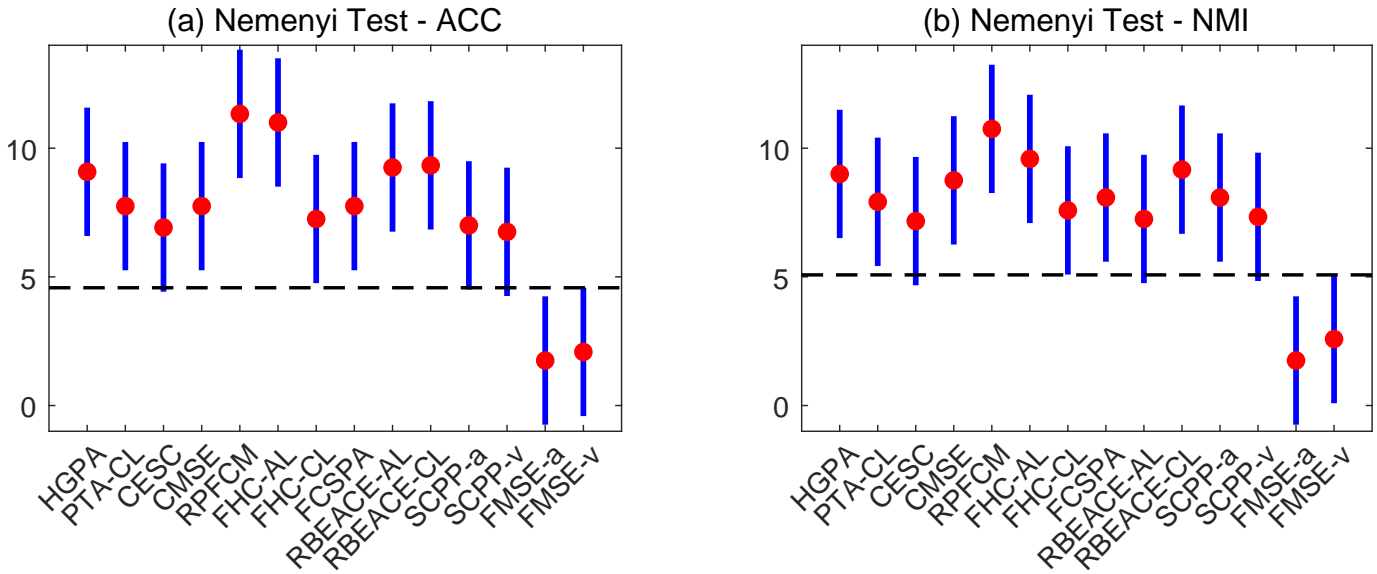 (a) Nemenyi Test - ACC
10
5
0
HGPA
PTA-CL
CESC
CMSE
RPFCM
FHC-AL
FHC-CL
FCSPA
RBEACE-AL
RBEACE-CL
SCPP-a
SCPP-v
FMSE-a
FMSE-v
(b) Nemenyi Test - NMI
10
5
0
HGPA
PTA-CL
CESC
CMSE
RPFCM
FHC-AL
FHC-CL
FCSPA
RBEACE-AL
RBEACE-CL
SCPP-a
SCPP-v
FMSE-a
FMSE-v